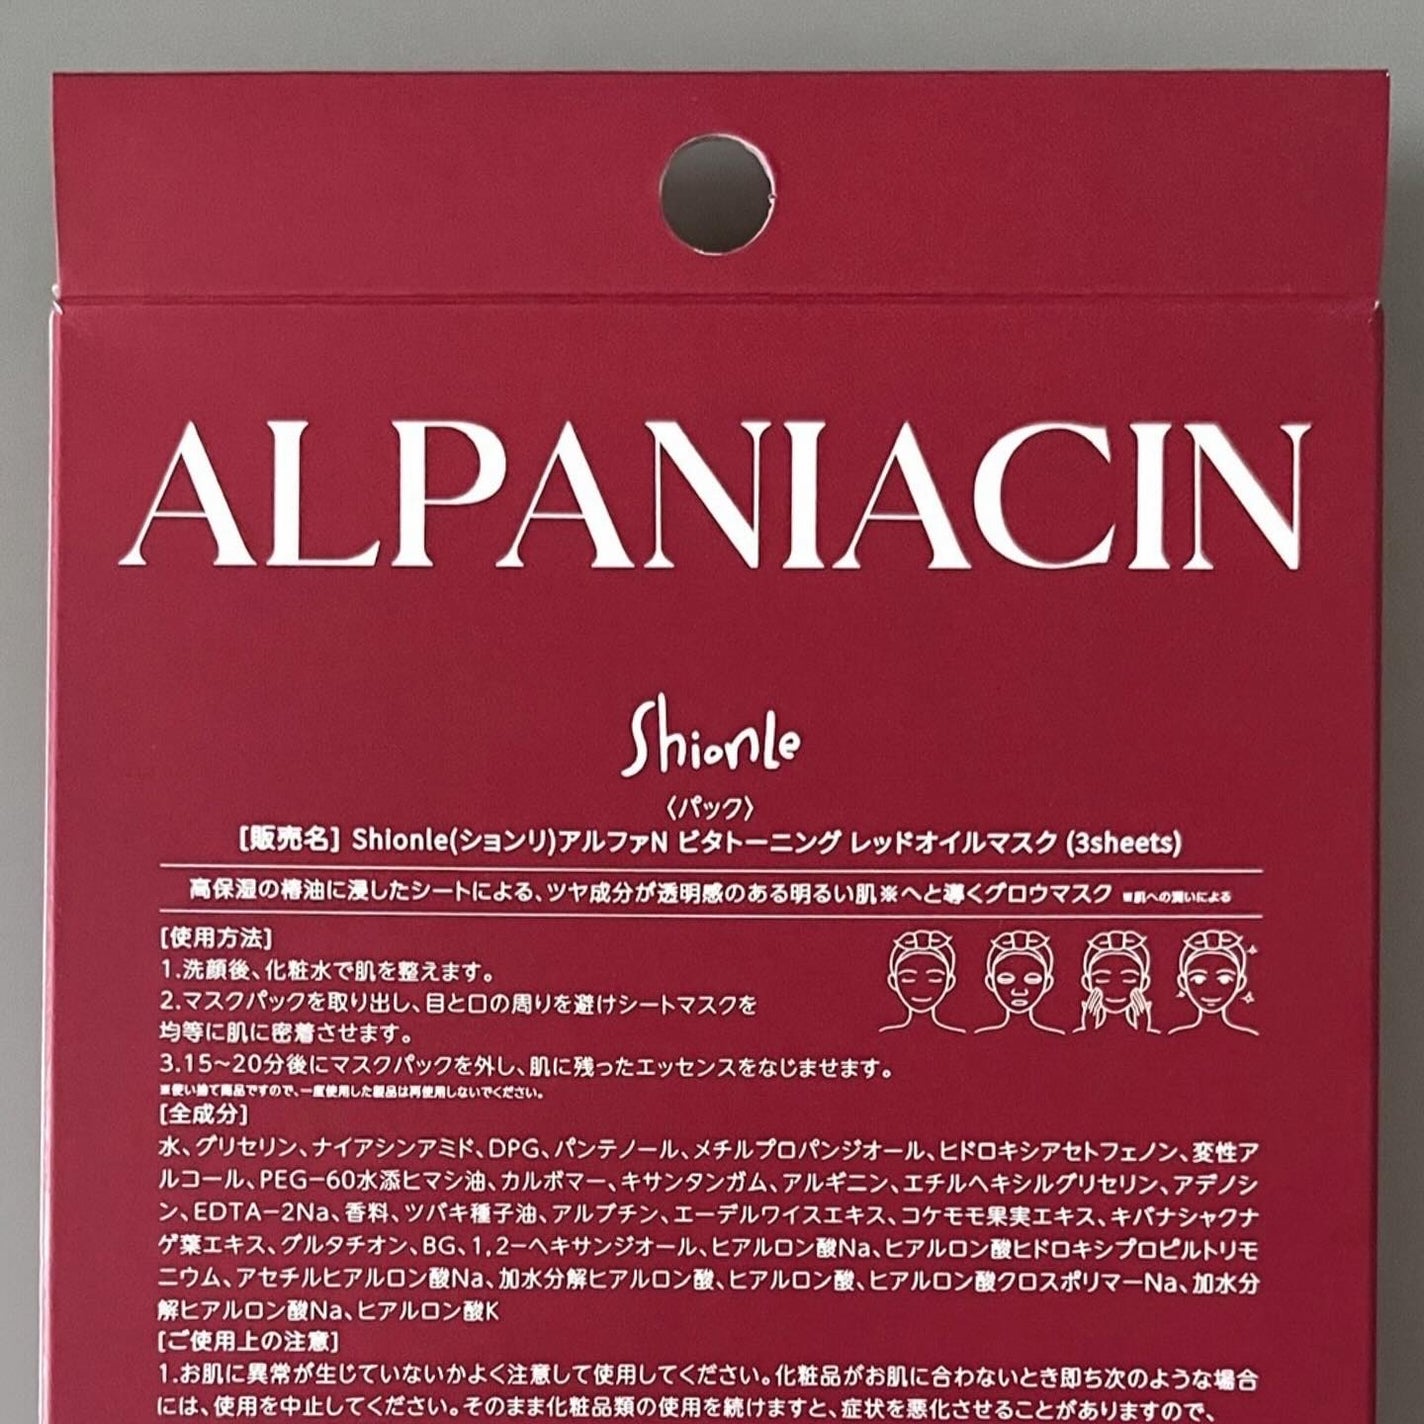 ALPANIACIN
Shionle
〈パック〉
[販売名] Shionle(ションリ)アルファN ビタトーニング レッドオイルマスク (3sheets)
高保湿の椿油に浸したシートによる、ツヤ成分が透明感のある明るい肌※へと導くグロウマスク ※肌への潤いによる
[使用方法]
1.洗顔後、化粧水で肌を整えます。
2.マスクパックを取り出し、目と口の周りを避けシートマスクを
均等に肌に密着させます。
3.15~20分後にマスクパックを外し、肌に残ったエッセンスをなじませます。
※使い捨て商品ですので、一度使用した製品は再使用しないでください。
[全成分]
水、グリセリン、ナイアシンアミド、DPG、パンテノール、メチルプロパンジオール、ヒドロキシアセトフェノン、変性ア
ルコール、PEG-60水添ヒマシ油、カルボマー、キサンタンガム、アルギニン、エチルヘキシルグリセリン、アデノシ
ン、EDTA-2Na、香料、ツバキ種子油、アルブチン、エーデルワイスエキス、コケモモ果実エキス、キバナシャクナ
ゲ葉エキス、グルタチオン、BG、1,2-ヘキサンジオール、ヒアルロン酸Na、ヒアルロン酸ヒドロキシプロピルトリモ
ニウム、アセチルヒアルロン酸Na、加水分解ヒアルロン酸、ヒアルロン酸、ヒアルロン酸クロスポリマーNa、加水分
解ヒアルロン酸Na、ヒアルロン酸K
[ご使用上の注意]
1.お肌に異常が生じていないかよく注意して使用してください。化粧品がお肌に合わないとき即ち次のような場合
には、使用を中止してください。そのまま化粧品類の使用を続けますと、症状を悪化させることがありますので、